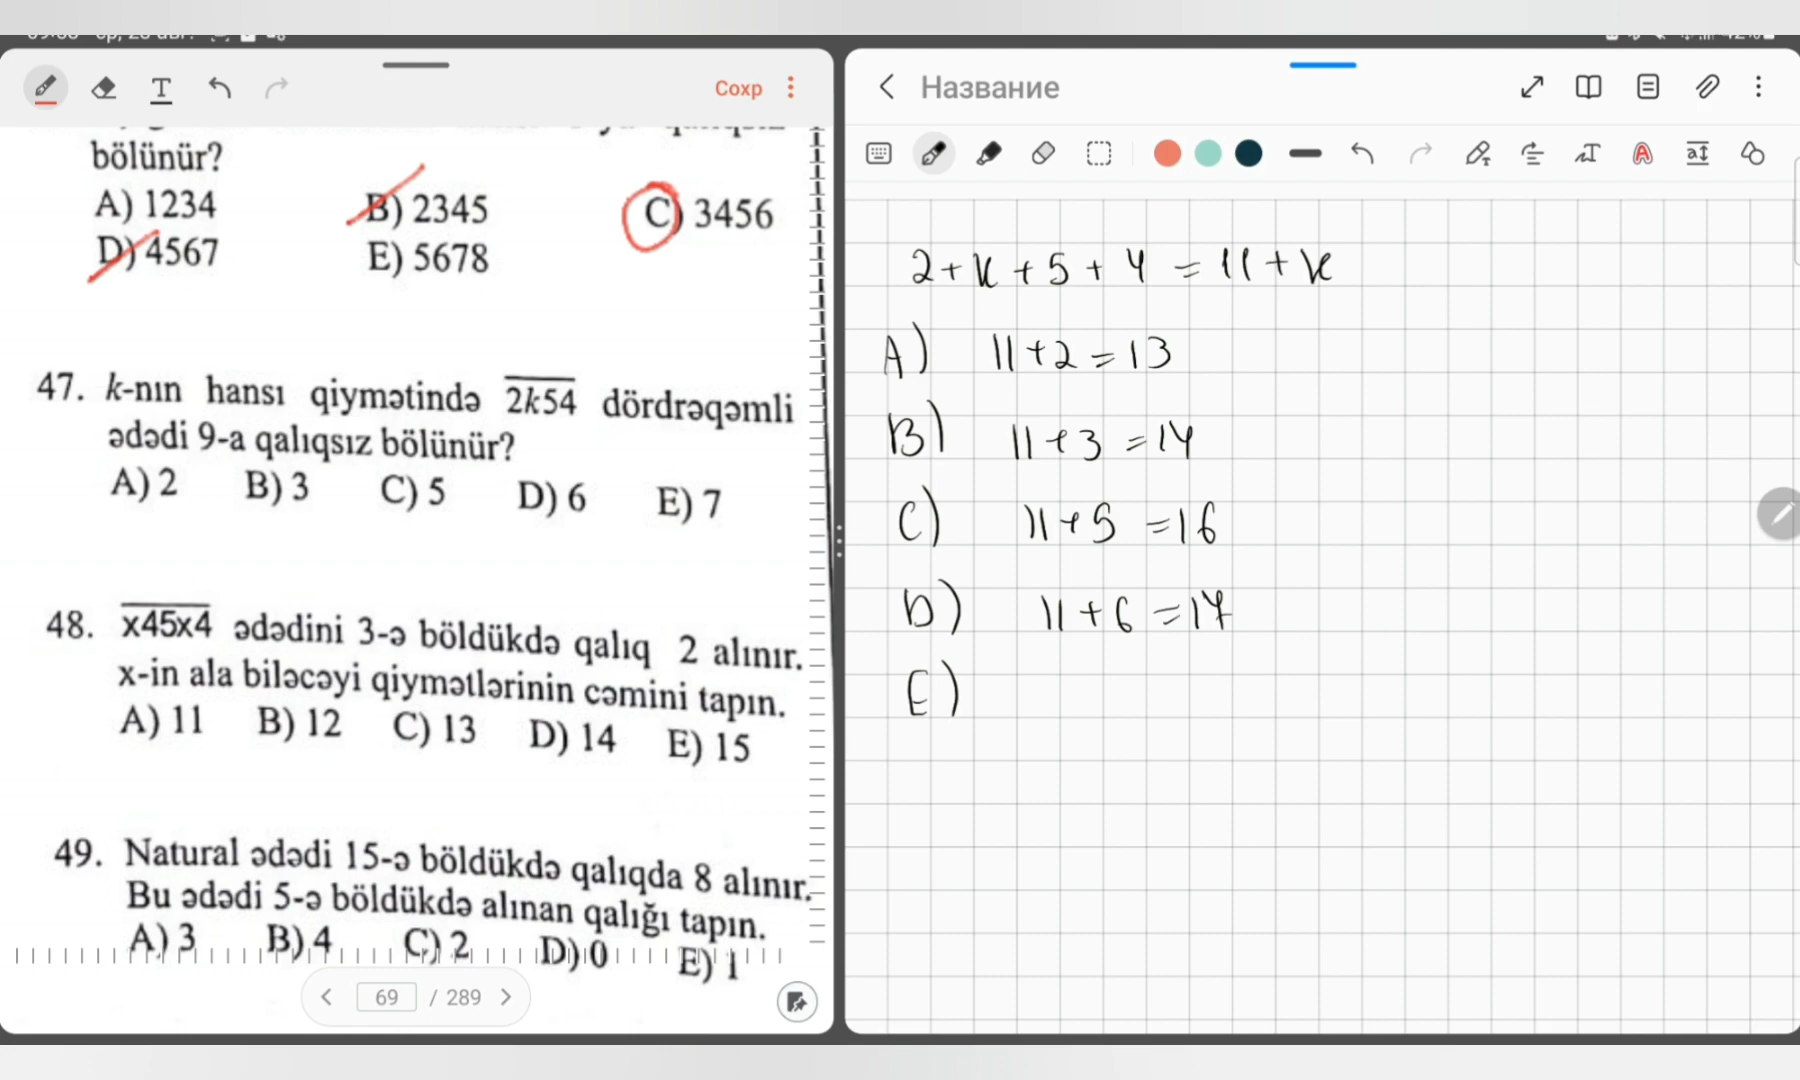 Сохр
bölünür?
A) 1234 B) 2345 C) 3456
D) 4567 E) 5678
47. k-nın hansı qiymətində 2k54 dördrəqəmli
ədədi 9-a qalıqsız bölünür?
A) 2 B) 3 C) 5 D) 6 E) 7
48. x45x4 ədədini 3-ə böldükdə qalıq 2 alınır.
x-in ala biləcəyi qiymətlərinin cəmini tapın.
A) 11 B) 12 C) 13 D) 14 E) 15
49. Natural ədədi 15-ə böldükdə qalıqda 8 alınır.
Bu ədədi 5-ə böldükdə alınan qalığı tapın.
A) 3 B) 4 C) 2 D) 0 E) 1
69 / 289
Название
2+k+5+4=11+k
A) 11+2=13
B) 11+3=14
C) 11+5=16
D) 11+6=17
E)